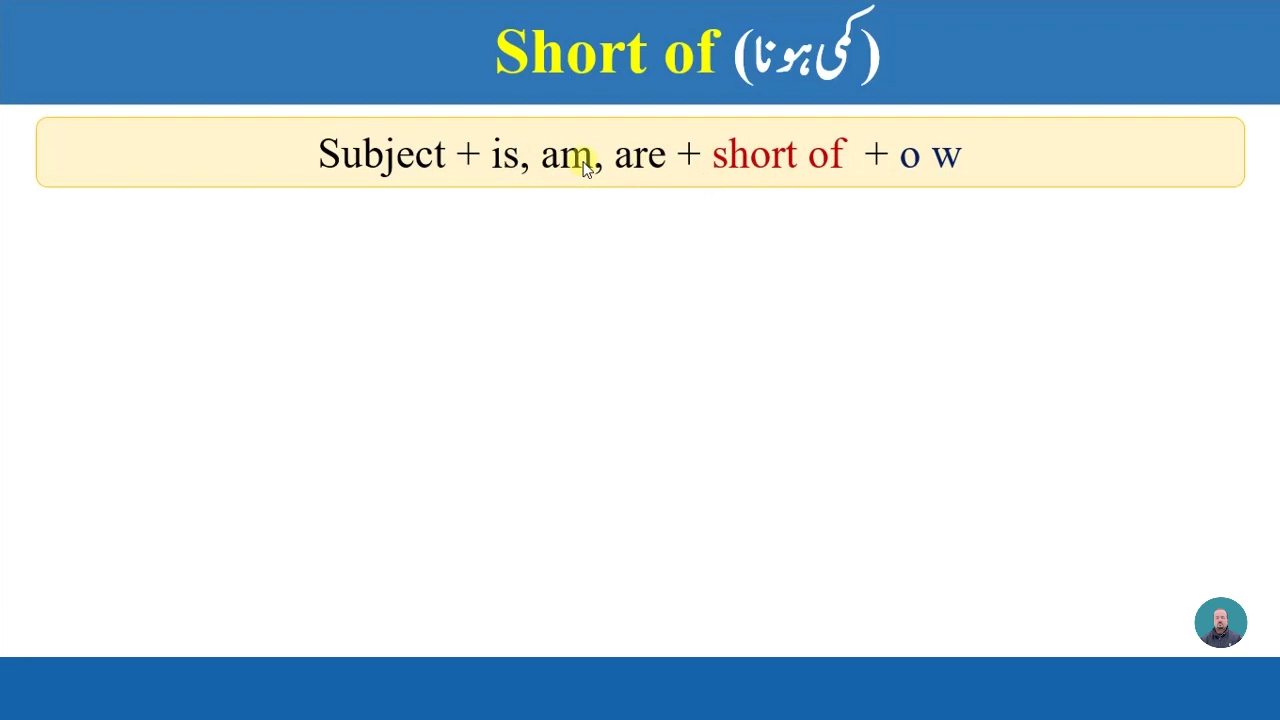 Short of (کمی ہونا)
Subject + is, am, are + short of + o w